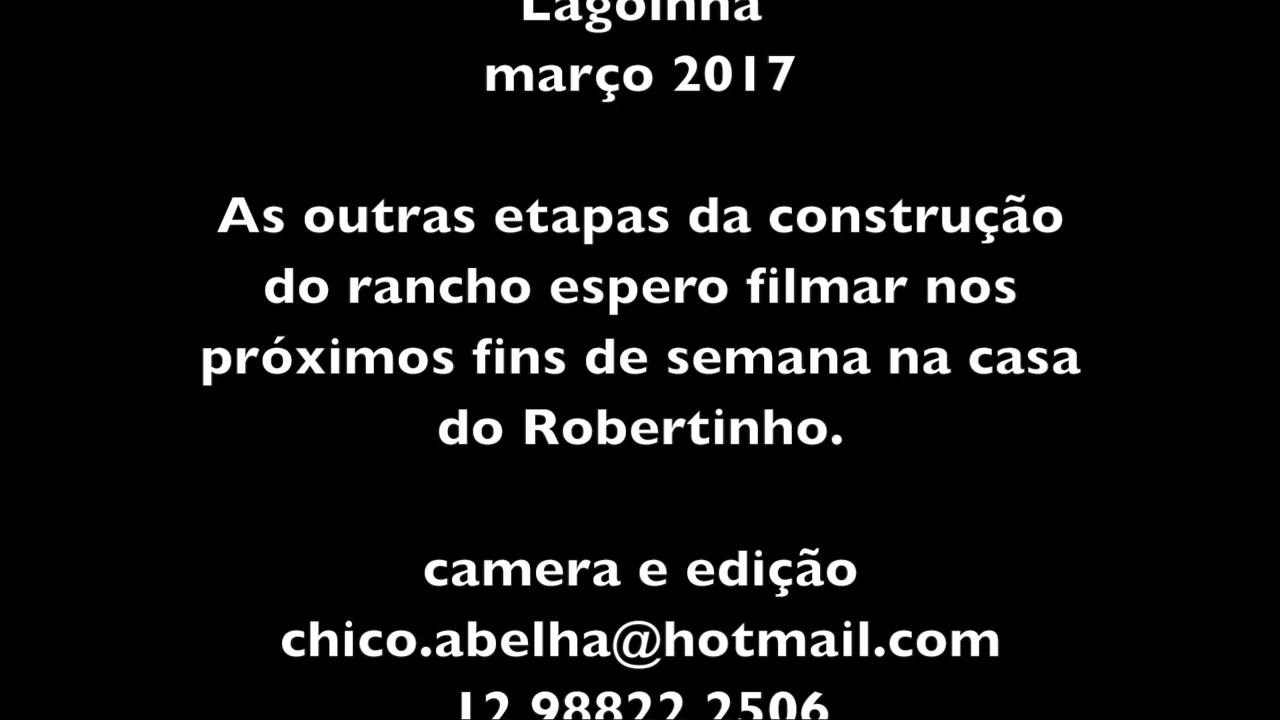 Lagoinha
março 2017
As outras etapas da construção
do rancho espero filmar nos
próximos fins de semana na casa
do Robertinho.
camera e edição
chico.abelha@hotmail.com
12 98822 2506